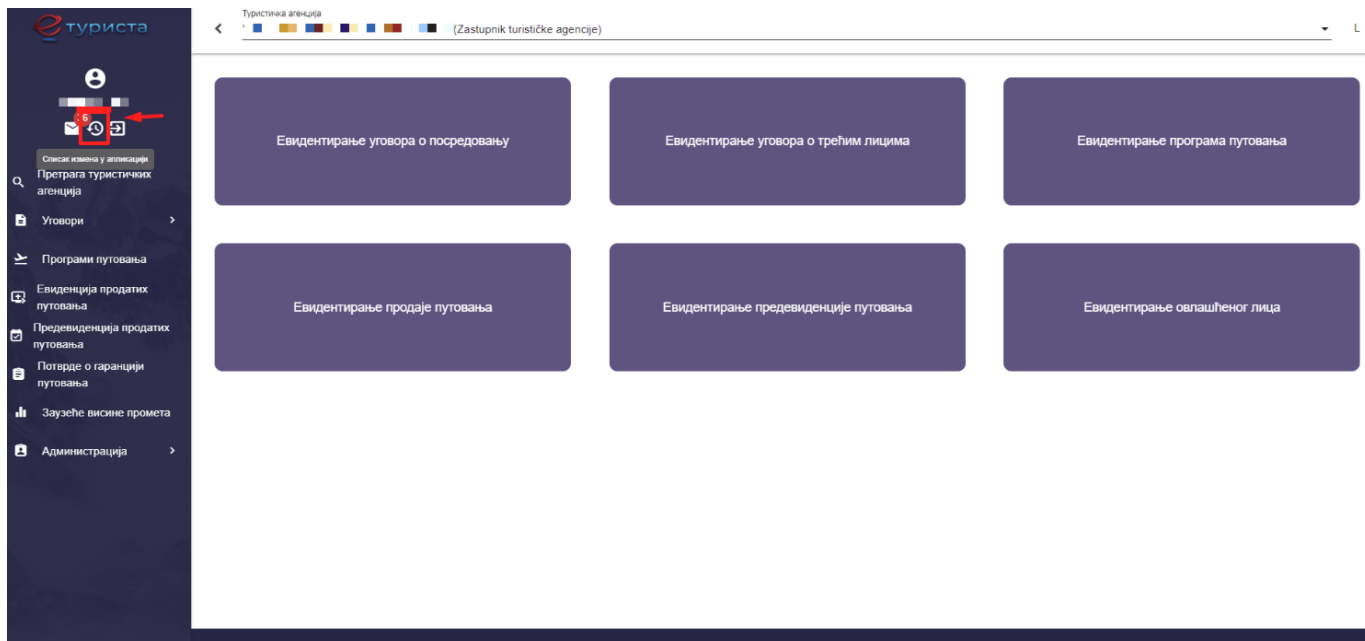 eтуриста
Туристичка агенција
(Zastupnik turističke agencije)
L
Списак измена у апликацији
Претрага туристичких
агенција
Уговори
Програми путовања
Евиденција продатих
путовања
Предевиденција продатих
путовања
Потврде о гаранцији
путовања
Заузеће висине промета
Администрација
Евидентирање уговора о посредовању
Евидентирање уговора о трећим лицима
Евидентирање програма путовања
Евидентирање продаје путовања
Евидентирање предевиденције путовања
Евидентирање овлашћеног лица